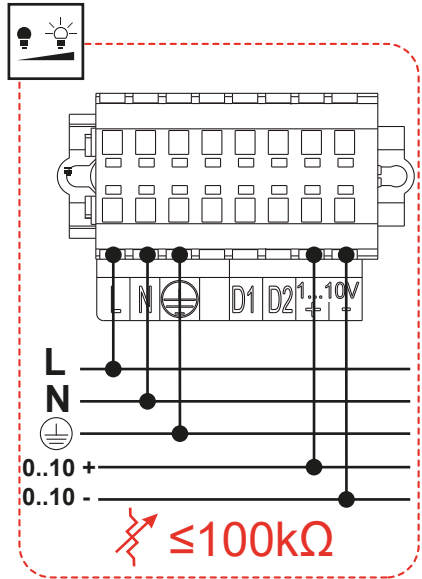 L N D1 D2 1...10V
+ -
L
N
0..10 +
0..10 -
≤100kΩ